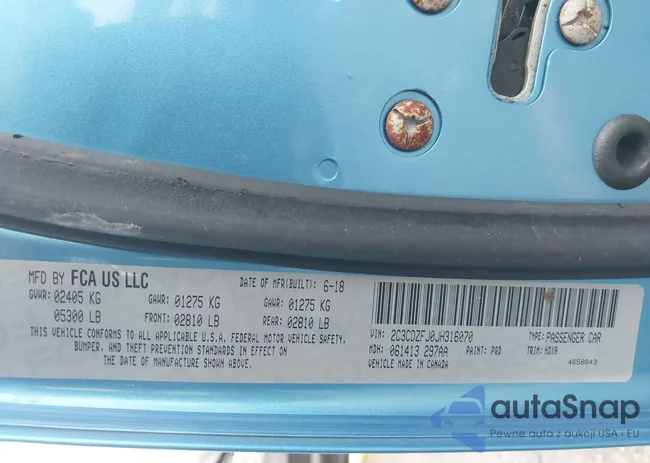 MFD BY FCA US LLC DATE OF MFR(BUILT): 6-18
GVWR: 02405 KG GAWR: 01275 KG GAWR: 01275 KG
05300 LB FRONT: 02810 LB REAR: 02810 LB
THIS VEHICLE CONFORMS TO ALL APPLICABLE U.S.A. FEDERAL MOTOR VEHICLE SAFETY,
BUMPER, AND THEFT PREVENTION STANDARDS IN EFFECT ON
THE DATE OF MANUFACTURE SHOWN ABOVE.
VIN: 2C3CDZFJ0JH316070 TYPE: PASSENGER CAR
MDH: 061413 297AA PAINT: PQD TRIM: HDX9
VEHICLE MADE IN CANADA 4658843
autaSnap
Pewne auta z aukcji USA i EU